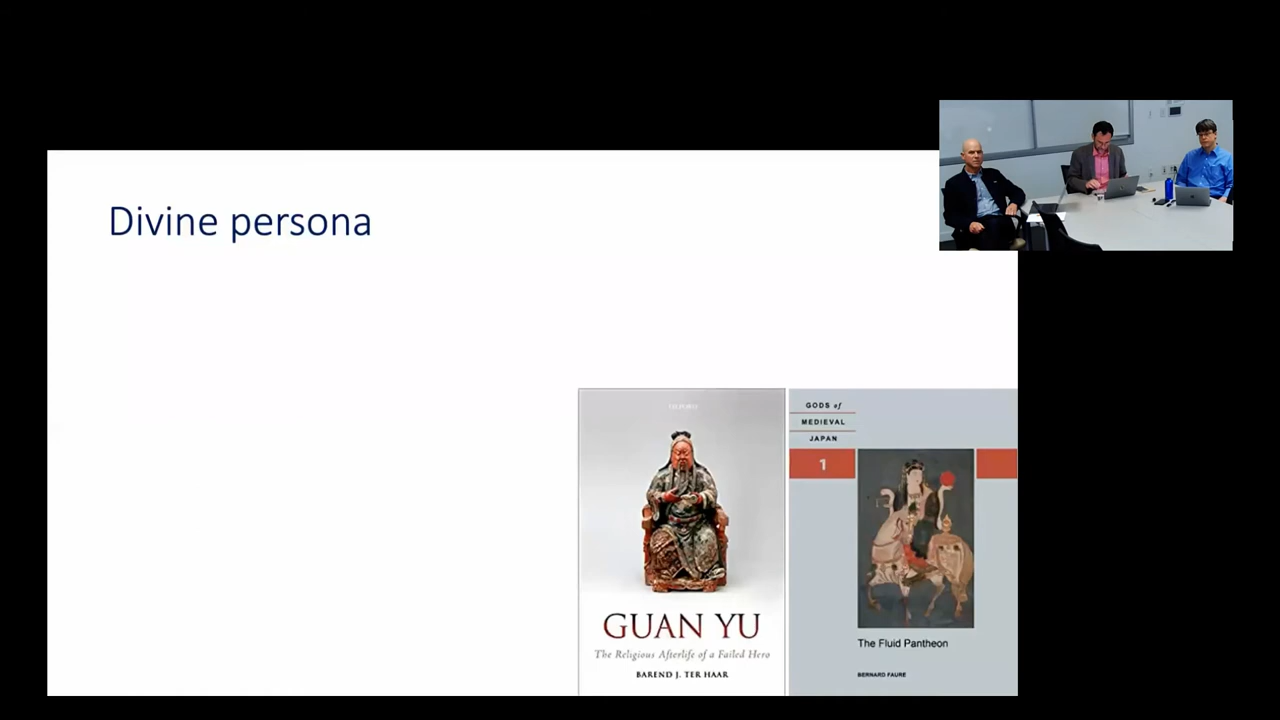 Divine persona
GUAN YU
The Religious Afterlife of a Failed Hero
BAREND J. TER HAAR
GODS of
MEDIEVAL
JAPAN
1
The Fluid Pantheon
BERNARD FAURE